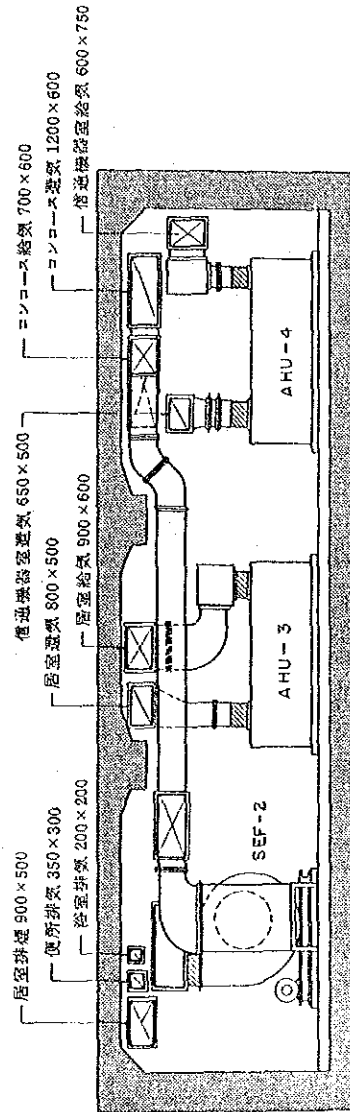 居室排煙 900×500
便所排気 350×300
浴室排気 200×200
居室給気 900×600
居室還気 800×500
信通機器室還気 650×500
コンコース給気 700×600
コンコース還気 1200×600
信通機器室給気 600×750
SEF-2
AHU-3
AHU-4